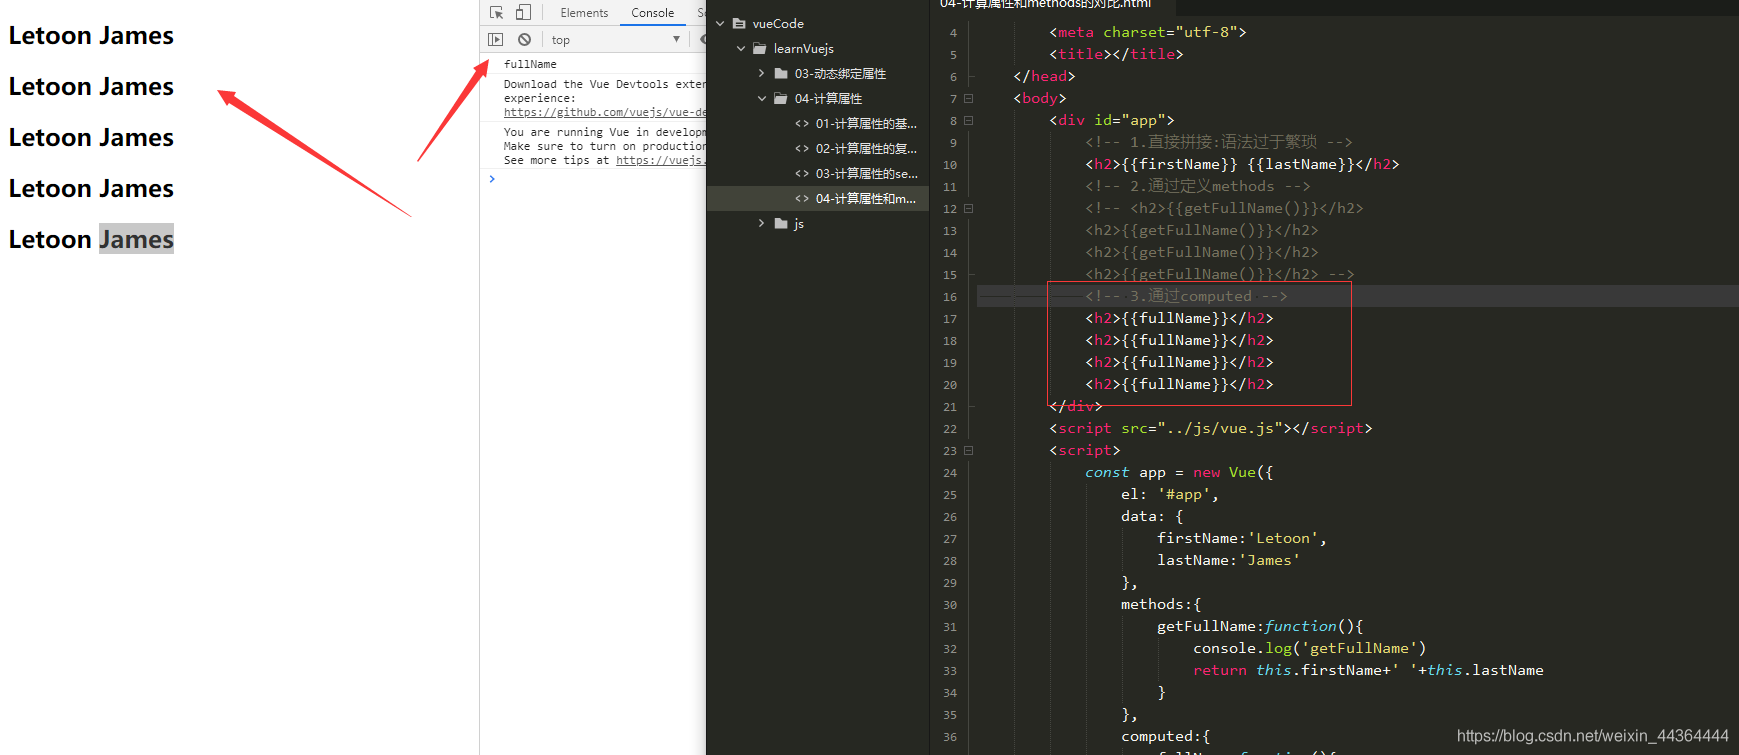 Letoon James
Letoon James
Letoon James
Letoon James
Letoon James
Elements
Console
top
fullName
Download the Vue Devtools
experience:
https://github.com/vuejs/vue-de
You are running Vue in
Make sure to turn on production
See more tips at https://vuejs.
vueCode
learnVuejs
03-动态绑定属性
04-计算属性
01-计算属性的基...
02-计算属性的复...
03-计算属性的se...
04-计算属性和m...
js
04-计算属性和methods的对比.html
4 <meta charset="utf-8">
5 <title></title>
6 </head>
7 <body>
8 <div id="app">
9 <!-- 1.直接拼接:语法过于繁琐 -->
10 <h2>{{firstName}} {{lastName}}</h2>
11 <!-- 2.通过定义methods -->
12 <!-- <h2>{{getFullName()}}</h2>
13 <h2>{{getFullName()}}</h2>
14 <h2>{{getFullName()}}</h2>
15 <h2>{{getFullName()}}</h2> -->
16 <!-- 3.通过computed -->
17 <h2>{{fullName}}</h2>
18 <h2>{{fullName}}</h2>
19 <h2>{{fullName}}</h2>
20 <h2>{{fullName}}</h2>
21 </div>
22 <script src="../js/vue.js"></script>
23 <script>
24 const app = new Vue({
25 el: '#app',
26 data: {
27 firstName:'Letoon',
28 lastName:'James'
29 },
30 methods:{
31 getFullName:function(){
32 console.log('getFullName')
33 return this.firstName+' '+this.lastName
34 }
35 },
36 computed:{
https://blog.csdn.net/weixin_44364444